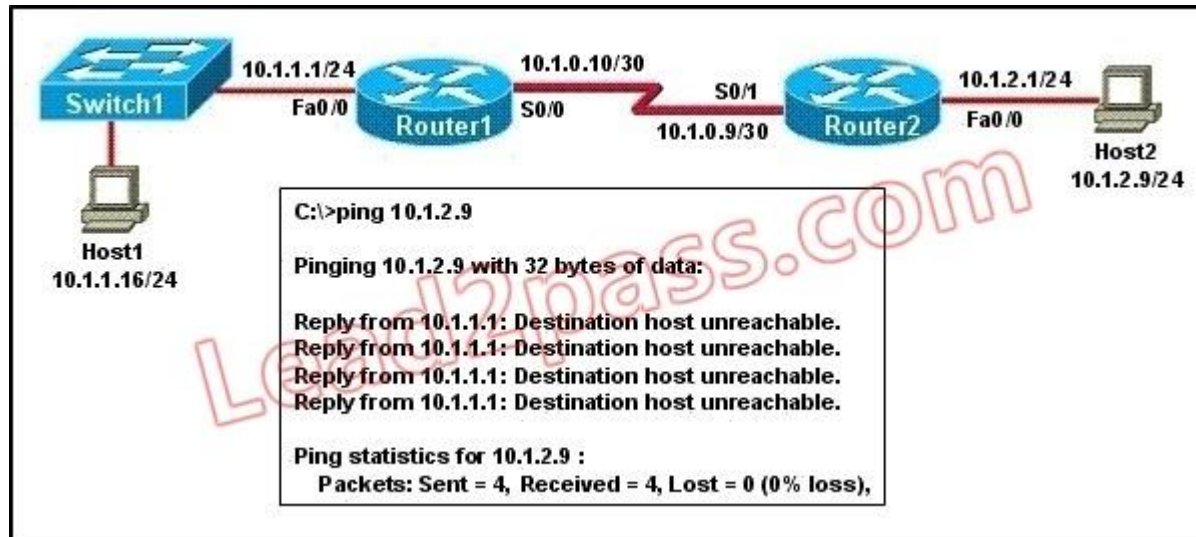 10.1.1.1/24
10.1.0.10/30
10.1.2.1/24
Switch1
Fa0/0
Router1
S0/0
S0/1
10.1.0.9/30
Router2
Fa0/0
Host2
10.1.2.9/24
Host1
10.1.1.16/24
C:\>ping 10.1.2.9
Pinging 10.1.2.9 with 32 bytes of data:
Reply from 10.1.1.1: Destination host unreachable.
Reply from 10.1.1.1: Destination host unreachable.
Reply from 10.1.1.1: Destination host unreachable.
Reply from 10.1.1.1: Destination host unreachable.
Ping statistics for 10.1.2.9 :
Packets: Sent = 4, Received = 4, Lost = 0 (0% loss),
Lead2pass.com